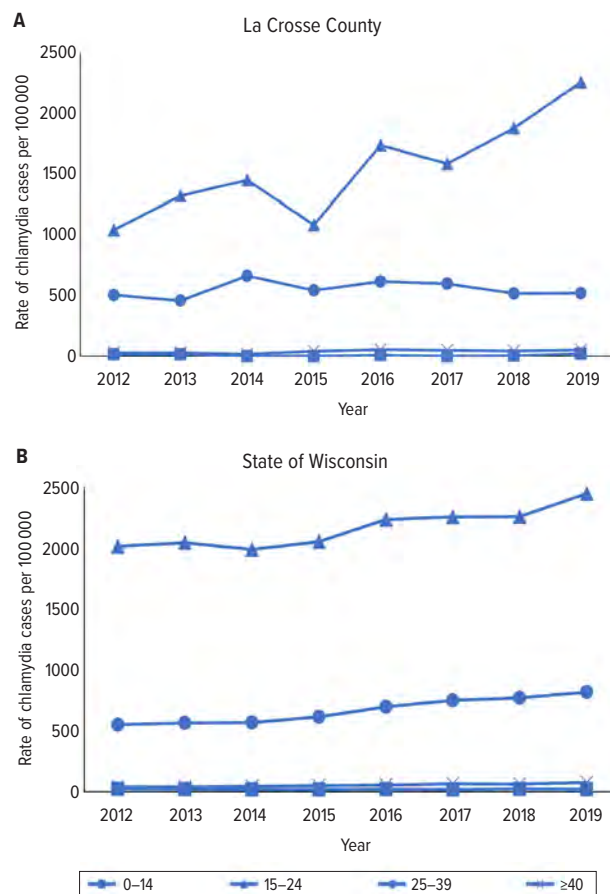 A
La Crosse County
Rate of chlamydia cases per 100 000
2500
2000
1500
1000
500
0
2012 2013 2014 2015 2016 2017 2018 2019
Year
B
State of Wisconsin
Rate of chlamydia cases per 100 000
2500
2000
1500
1000
500
0
2012 2013 2014 2015 2016 2017 2018 2019
Year
0–14 15–24 25–39 ≥40